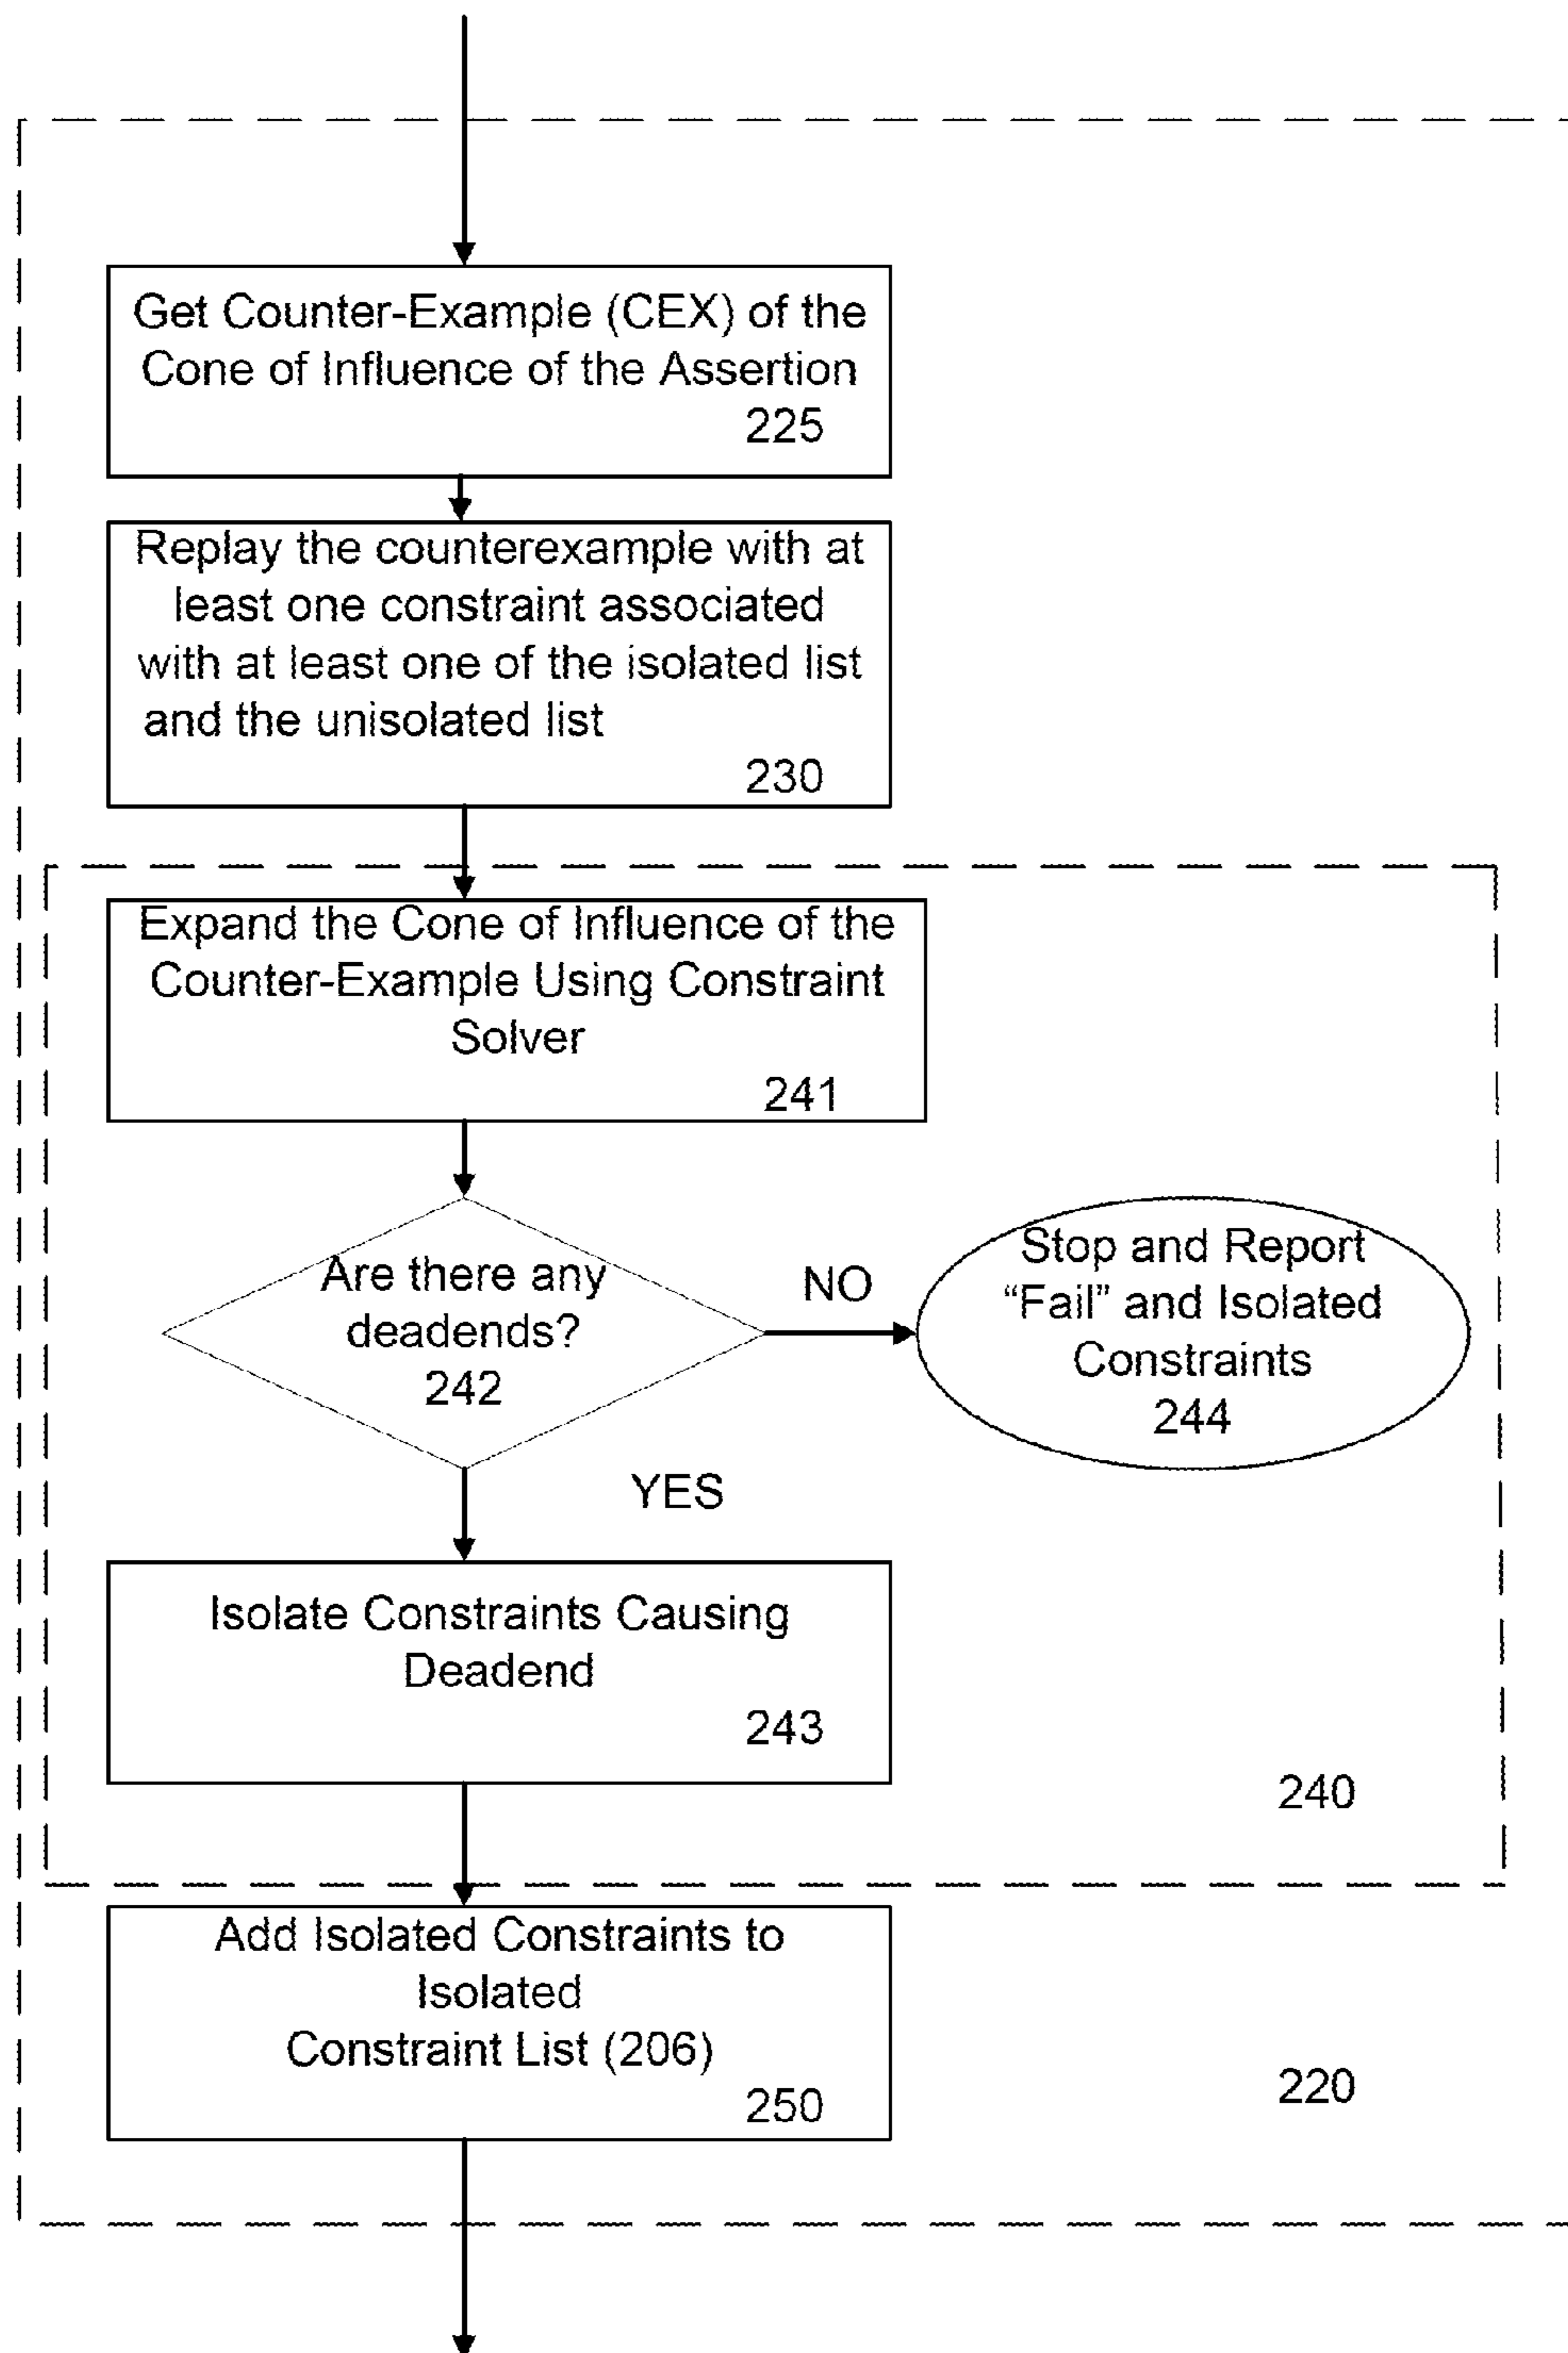 Get Counter-Example (CEX) of the
Cone of Influence of the Assertion
225
Replay the counterexample with at
least one constraint associated
with at least one of the isolated list
and the unisolated list
230
Expand the Cone of Influence of the
Counter-Example Using Constraint
Solver
241
Are there any
deadends?
242
NO
Stop and Report
“Fail” and Isolated
Constraints
244
YES
Isolate Constraints Causing
Deadend
243
240
Add Isolated Constraints to
Isolated
Constraint List (206)
250
220